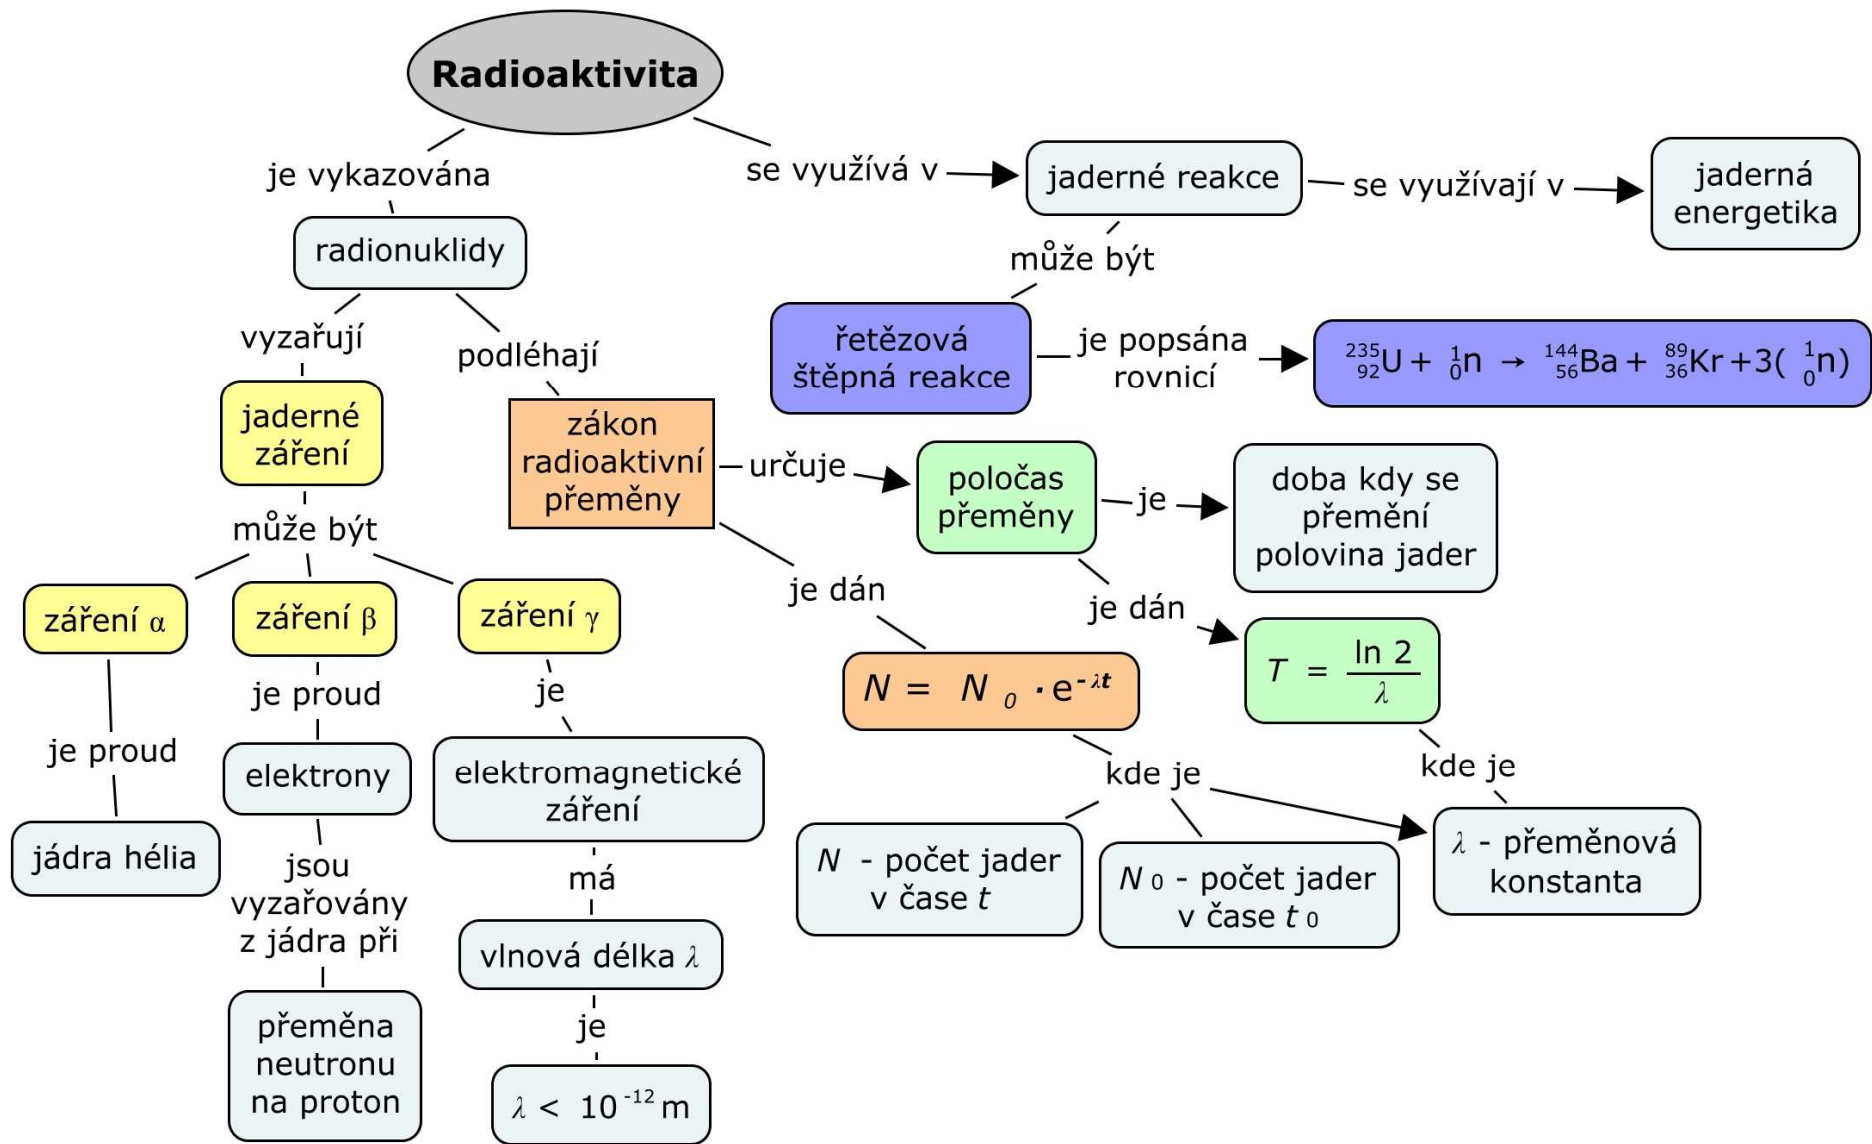 Radioaktivita
je vykazována
radionuklidy
vyzařují
jaderné
záření
může být
záření α
je proud
jádra hélia
záření β
je proud
elektrony
jsou
vyzařovány
z jádra při
přeměna
neutronu
na proton
záření γ
je
elektromagnetické
záření
má
vlnová délka λ
je
λ < 10⁻¹² m
podléhají
zákon
radioaktivní
přeměny
určuje
poločas
přeměny
je
doba kdy se
přemění
polovina jader
je dán
T = ln 2 / λ
kde je
je dán
N = N₀ · e^(-λt)
kde je
N - počet jader
v čase t
N 0 - počet jader
v čase t 0
λ - přeměnová
konstanta
se využívá v
jaderné reakce
se využívají v
jaderná
energetika
může být
řetězová
štěpná reakce
je popsána
rovnicí
²³⁵₉₂U + ¹₀n → ¹⁴⁴₅₆Ba + ⁸⁹₃₆Kr +3( ¹₀n)